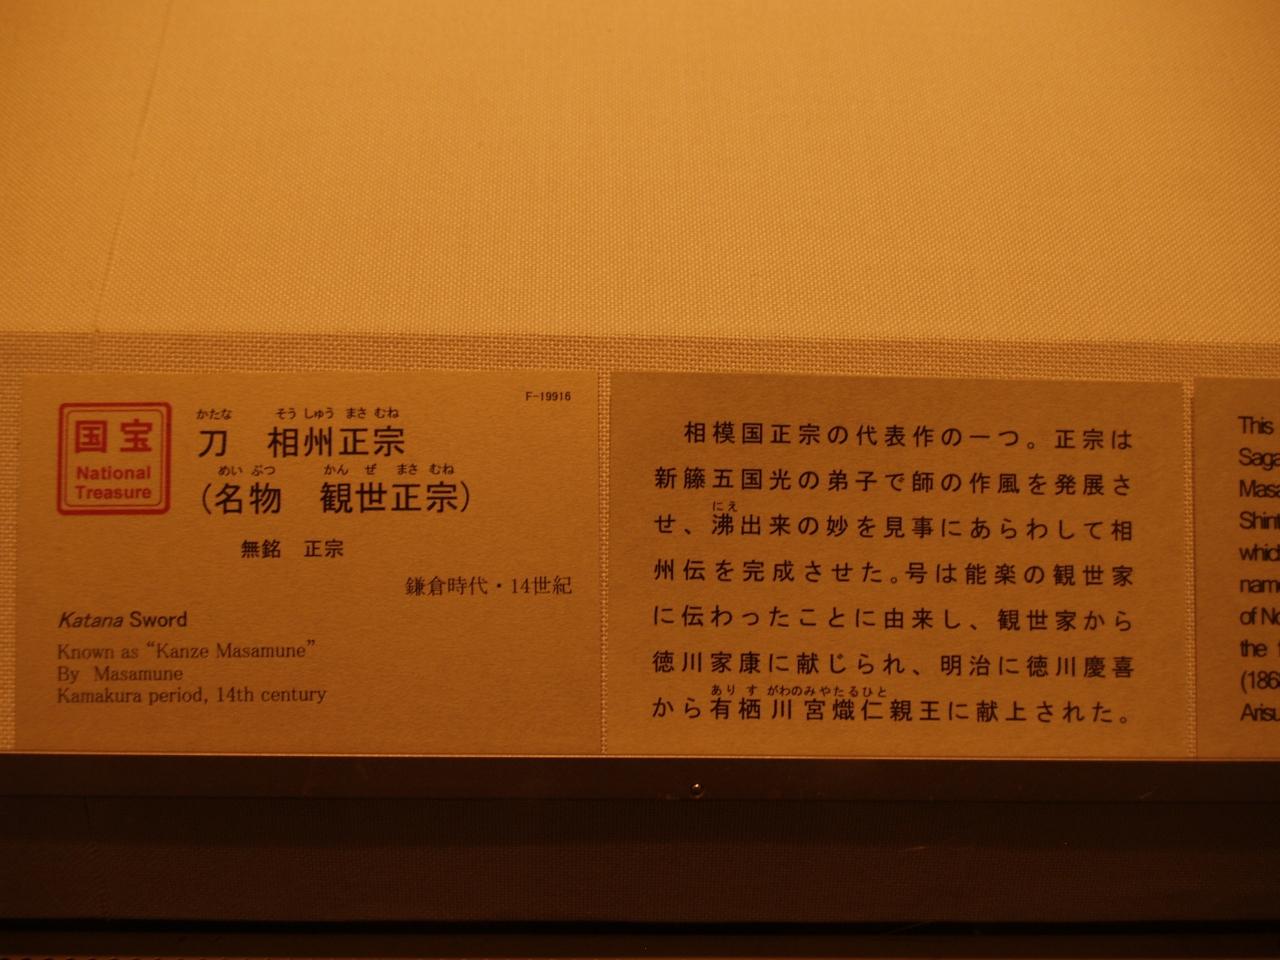 F-19916
国宝
National
Treasure
かたな そうしゅうまさむね
刀 相州正宗
めいぶつ かんぜまさむね
(名物 観世正宗)
無銘 正宗
鎌倉時代・14世紀
Katana Sword
Known as “Kanze Masamune”
By Masamune
Kamakura period, 14th century
相模国正宗の代表作の一つ。正宗は
新籐五国光の弟子で師の作風を発展さ
にえ
せ、沸出来の妙を見事にあらわして相
州伝を完成させた。号は能楽の観世家
に伝わったことに由来し、観世家から
徳川家康に献じられ、明治に徳川慶喜
ありすがわのみやたるひと
から有栖川宮熾仁親王に献上された。
This
Saga
Masa
Shint
which
name
of No
the
(186
Arisu